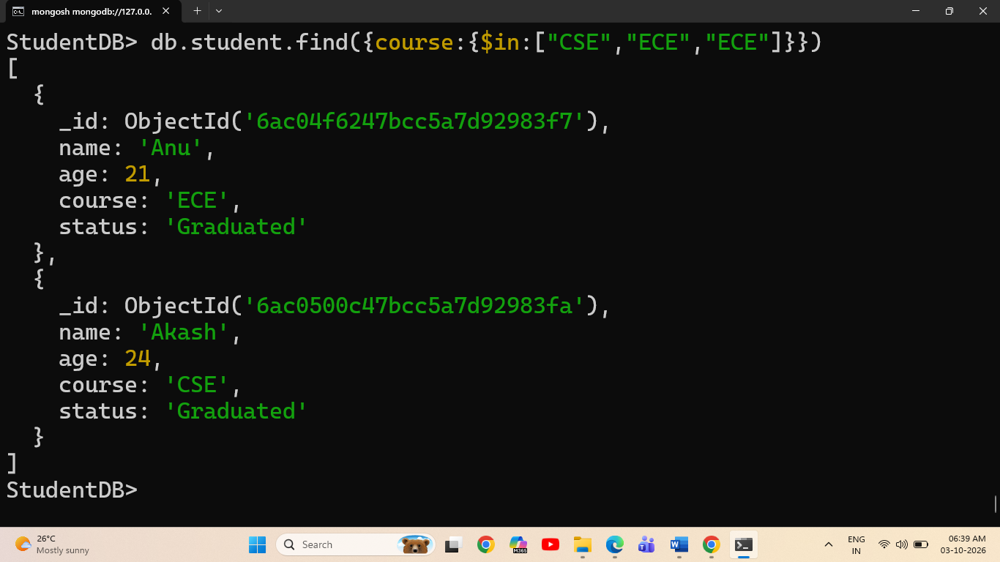 mongosh mongodb://127.0.0.
StudentDB> db.student.find({course:{$in:["CSE","ECE","ECE"]}})
[
  {
    _id: ObjectId('6ac04f6247bcc5a7d92983f7'),
    name: 'Anu',
    age: 21,
    course: 'ECE',
    status: 'Graduated'
  },
  {
    _id: ObjectId('6ac0500c47bcc5a7d92983fa'),
    name: 'Akash',
    age: 24,
    course: 'CSE',
    status: 'Graduated'
  }
]
StudentDB>
26°C
Mostly sunny
Search
M365
ENG
IN
06:39 AM
03-10-2026